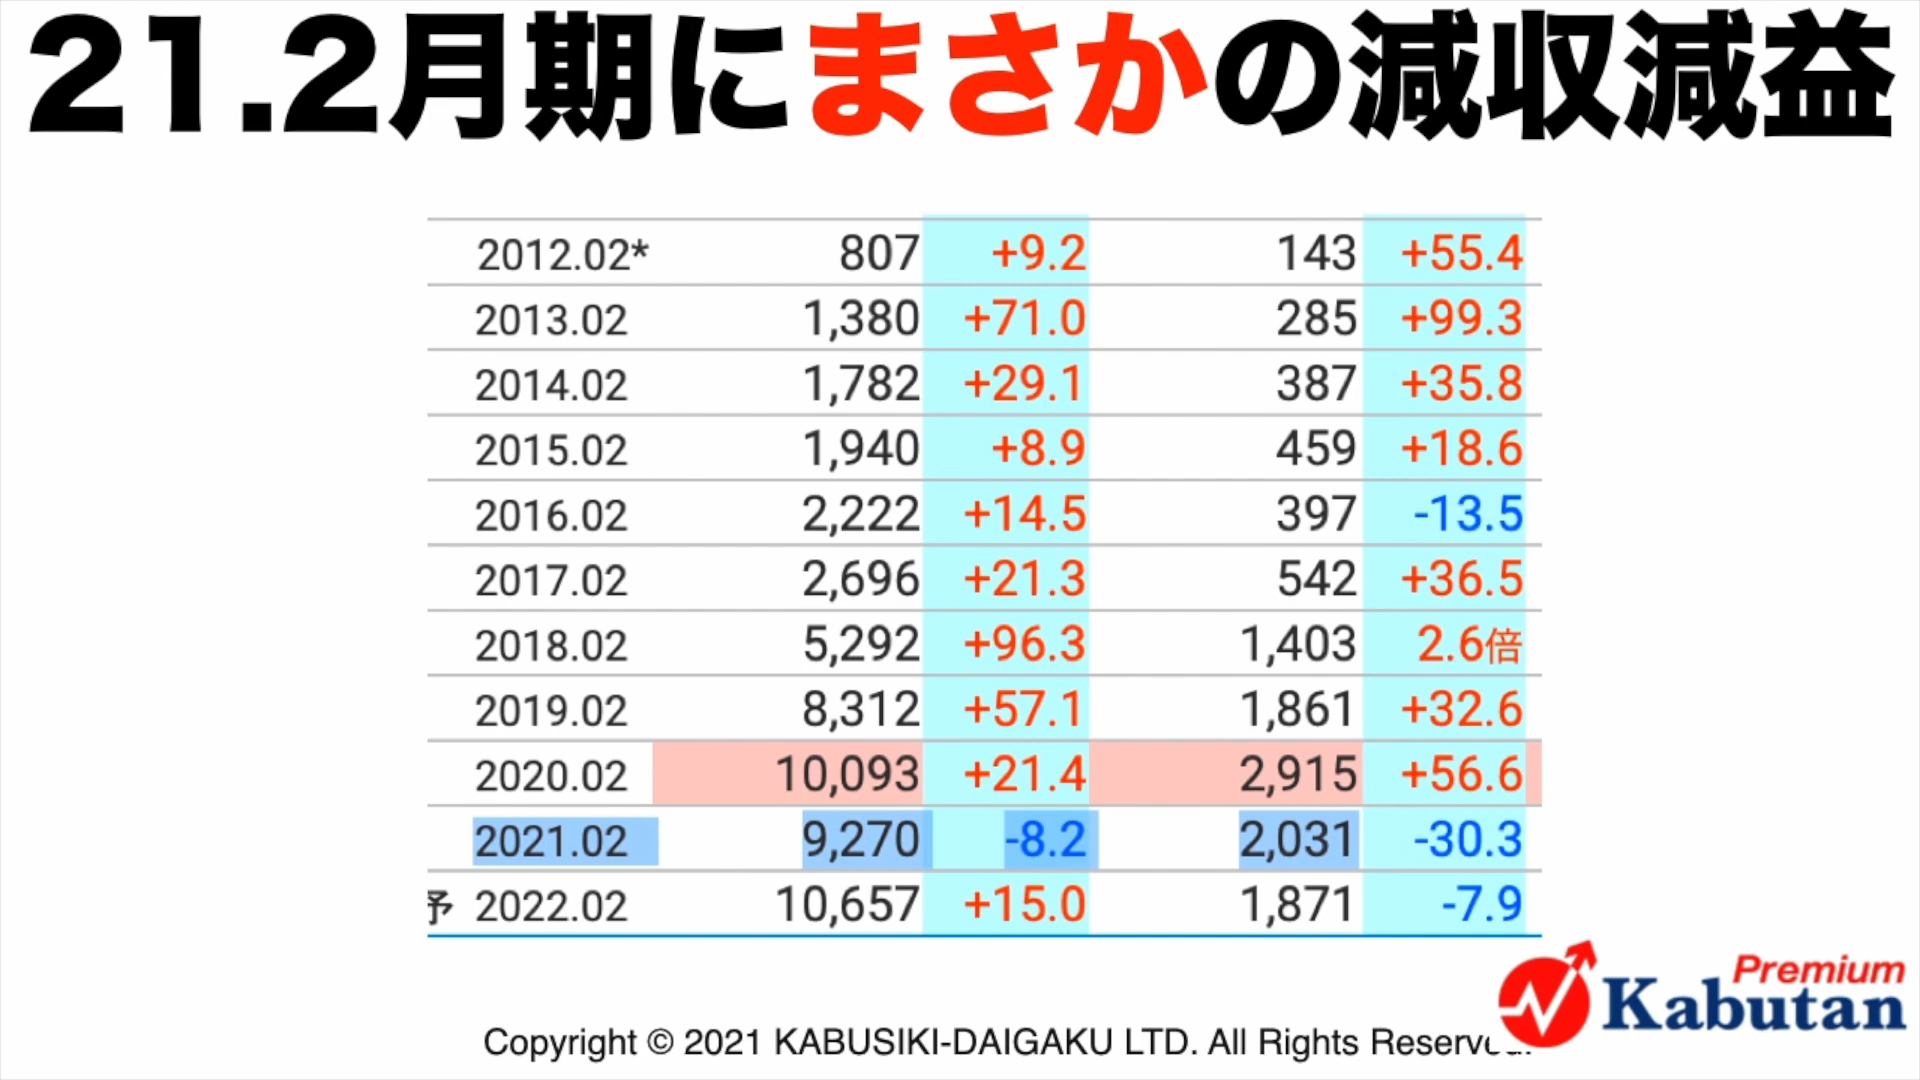 21.2月期にまさかの減収減益
2012.02* 807 +9.2 143 +55.4
2013.02 1,380 +71.0 285 +99.3
2014.02 1,782 +29.1 387 +35.8
2015.02 1,940 +8.9 459 +18.6
2016.02 2,222 +14.5 397 -13.5
2017.02 2,696 +21.3 542 +36.5
2018.02 5,292 +96.3 1,403 2.6倍
2019.02 8,312 +57.1 1,861 +32.6
2020.02 10,093 +21.4 2,915 +56.6
2021.02 9,270 -8.2 2,031 -30.3
予 2022.02 10,657 +15.0 1,871 -7.9
Premium
Kabutan
Copyright © 2021 KABUSIKI-DAIGAKU LTD. All Rights Reserved.